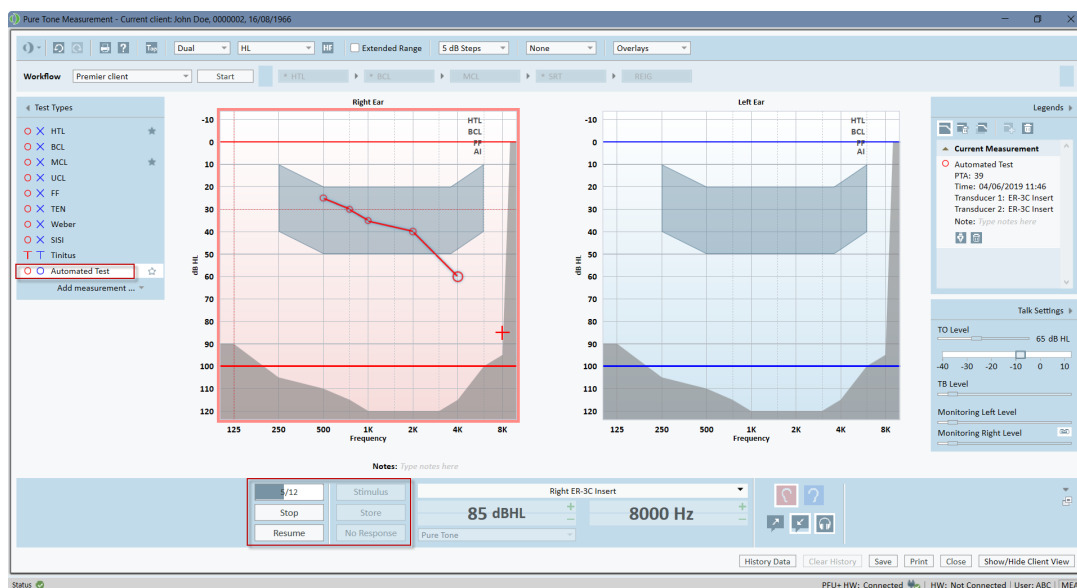 Pure Tone Measurement - Current client: John Doe, 0000002, 16/08/1966
Tap Dual HL HF Extended Range 5 dB Steps None Overlays
Workflow Premier client Start * HTL * BCL MCL * SRT REIG
Test Types
HTL
BCL
MCL
UCL
FF
TEN
Weber
SISI
T T Tinitus
Automated Test
Add measurement ...
Right Ear
HTL
BCL
FF
AI
-10
0
10
20
30
40
50
60
70
80
90
100
110
120
dB HL
125 250 500 1K 2K 4K 8K
Frequency
Left Ear
HTL
BCL
FF
AI
-10
0
10
20
30
40
50
60
70
80
90
100
110
120
dB HL
125 250 500 1K 2K 4K 8K
Frequency
Notes: Type notes here
Legends
Current Measurement
Automated Test
PTA: 39
Time: 04/06/2019 11:46
Transducer 1: ER-3C Insert
Transducer 2: ER-3C Insert
Note: Type notes here
Talk Settings
TO Level
65 dB HL
-40 -30 -20 -10 0 10
TB Level
Monitoring Left Level
Monitoring Right Level
5/12 Stimulus
Stop Store
Resume No Response
Right ER-3C Insert
85 dBHL + - 8000 Hz + -
Pure Tone
History Data Clear History Save Print Close Show/Hide Client View
Status PFU+ HW: Connected HW: Not Connected User: ABC MEA